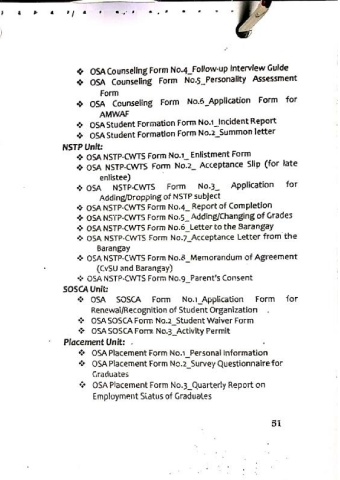 ❖ OSA Counseling Form No.4_Follow-up Interview Guide
❖ OSA Counseling Form No.5_Personality Assessment
Form
❖ OSA Counseling Form No.6_Application Form for
AMWAF
❖ OSA Student Formation Form No.1_Incident Report
❖ OSA Student Formation Form No.2_Summon letter
NSTP Unit:
❖ OSA NSTP-CWTS Form No.1_ Enlistment Form
❖ OSA NSTP-CWTS Form No.2_ Acceptance Slip (for late
enlistee)
❖ OSA NSTP-CWTS Form No.3_ Application for
Adding/Dropping of NSTP subject
❖ OSA NSTP-CWTS Form No.4_ Report of Completion
❖ OSA NSTP-CWTS Form No.5_ Adding/Changing of Grades
❖ OSA NSTP-CWTS Form No.6_Letter to the Barangay
❖ OSA NSTP-CWTS Form No.7_Acceptance Letter from the
Barangay
❖ OSA NSTP-CWTS Form No.8_Memorandum of Agreement
(CvSU and Barangay)
❖ OSA NSTP-CWTS Form No.9_Parent's Consent
SOSCA Unit:
❖ OSA SOSCA Form No.1_Application Form for
Renewal/Recognition of Student Organization
❖ OSA SOSCA Form No.2_Student Waiver Form
❖ OSA SOSCA Form No.3_Activity Permit
Placement Unit:
❖ OSA Placement Form No.1_Personal Information
❖ OSA Placement Form No.2_Survey Questionnaire for
Graduates
❖ OSA Placement Form No.3_Quarterly Report on
Employment Status of Graduates
51